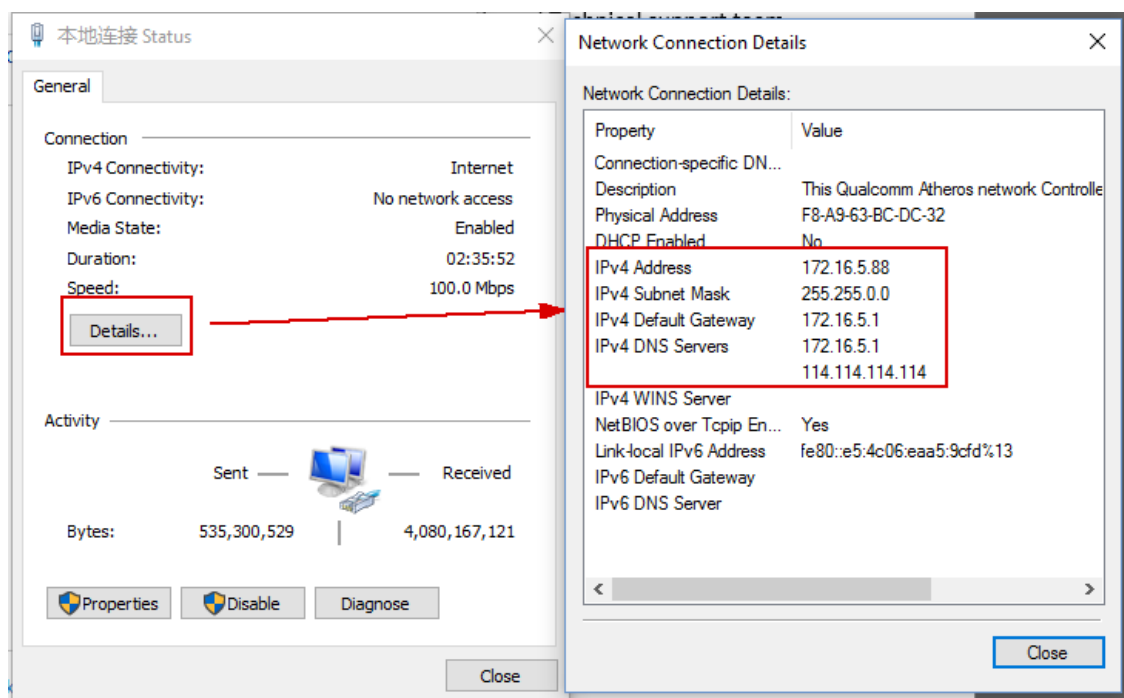 Technical support team
本地连接 Status
General
Connection
IPv4 Connectivity: Internet
IPv6 Connectivity: No network access
Media State: Enabled
Duration: 02:35:52
Speed: 100.0 Mbps
Details...
Activity
Sent Received
Bytes: 535,300,529 4,080,167,121
Properties Disable Diagnose
Close
Network Connection Details
Network Connection Details:
Property Value
Connection-specific DN...
Description This Qualcomm Atheros network Controlle
Physical Address F8-A9-63-BC-DC-32
DHCP Enabled No
IPv4 Address 172.16.5.88
IPv4 Subnet Mask 255.255.0.0
IPv4 Default Gateway 172.16.5.1
IPv4 DNS Servers 172.16.5.1
114.114.114.114
IPv4 WINS Server
NetBIOS over Tcpip En... Yes
Link-local IPv6 Address fe80::e5:4c06:eaa5:9cfd%13
IPv6 Default Gateway
IPv6 DNS Server
Close